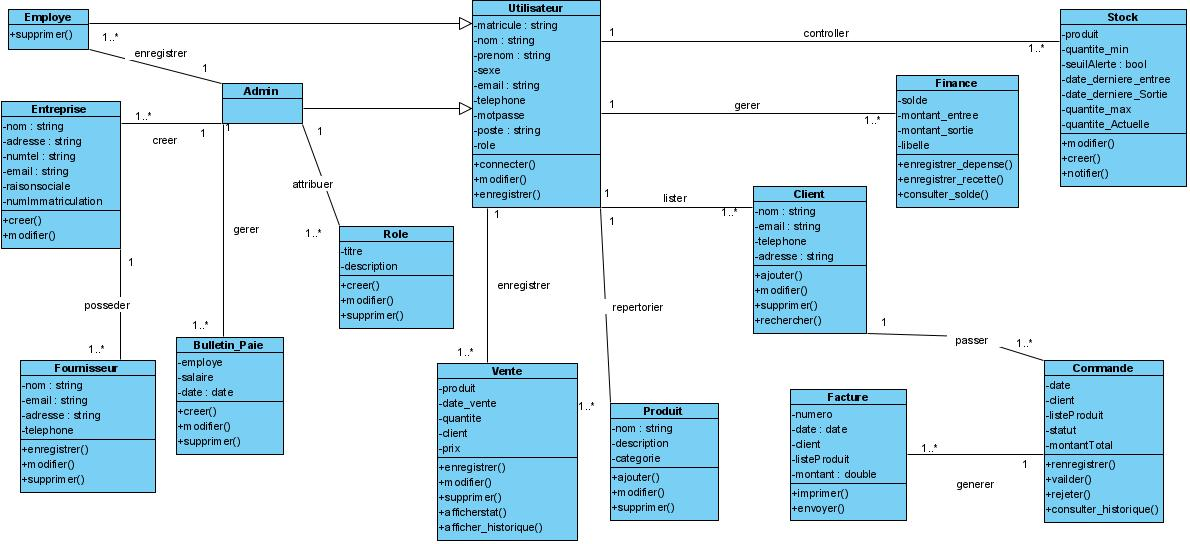 Employe
+supprimer()
1..*
enregistrer
1
Admin
Utilisateur
-matricule : string
-nom : string
-prenom : string
-sexe
-email : string
-telephone
-motpasse
-poste : string
-role
+connecter()
+modifier()
+enregistrer()
1
controller
1..*
Stock
-produit
-quantite_min
-seuilAlerte : bool
-date_derniere_entree
-date_derniere_Sortie
-quantite_max
-quantite_Actuelle
+modifier()
+creer()
+notifier()
1
gerer
1..*
Finance
-solde
-montant_entree
-montant_sortie
-libelle
+enregistrer_depense()
+enregistrer_recette()
+consulter_solde()
Entreprise
-nom : string
-adresse : string
-numtel : string
-email : string
-raisonsociale
-numImmatriculation
+creer()
+modifier()
1..*
creer
1
1
gerer
1..*
1
attribuer
1..*
Role
-titre
-description
+creer()
+modifier()
+supprimer()
1
lister
1..*
Client
-nom : string
-email : string
-telephone
-adresse : string
+ajouter()
+modifier()
+supprimer()
+rechercher()
1
posseder
1..*
Fournisseur
-nom : string
-email : string
-adresse : string
-telephone
+enregistrer()
+modifier()
+supprimer()
Bulletin_Paie
-employe
-salaire
-date : date
+creer()
+modifier()
+supprimer()
1
enregistrer
1..*
Vente
-produit
-date_vente
-quantite
-client
-prix
+enregistrer()
+modifier()
+supprimer()
+afficherstat()
+afficher_historique()
1
repertorier
1..*
Produit
-nom : string
-description
-categorie
+ajouter()
+modifier()
+supprimer()
1
passer
1..*
Commande
-date
-client
-listeProduit
-statut
-montantTotal
+renregistrer()
+vailder()
+rejeter()
+consulter_historique()
Facture
-numero
-date : date
-client
-listeProduit
-montant : double
+imprimer()
+envoyer()
1..*
1
generer